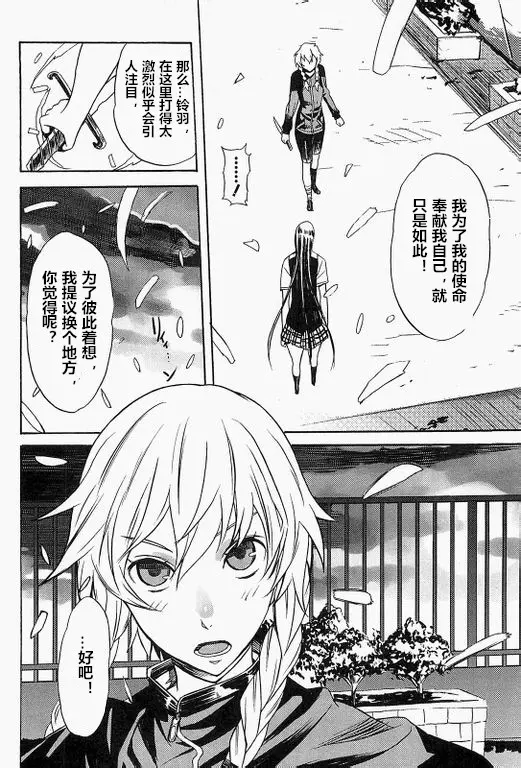 我为了我的使命
奉献我自己，就
只是如此！
……！
那么…铃羽，
在这里打得太
激烈似乎会引
人注目，
为了彼此着想，
我提议换个地方，
你觉得呢？
…好吧！